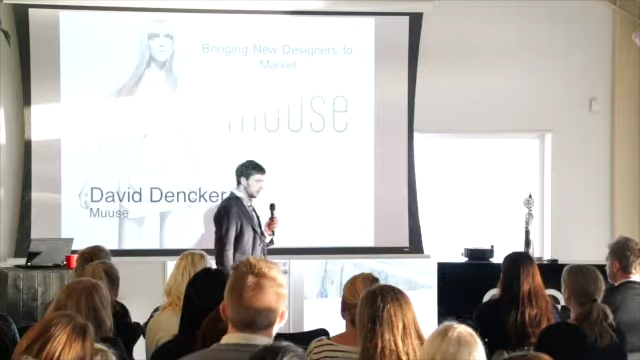 Bringing New Designers to
Market
muuse
David Dencker
Muuse